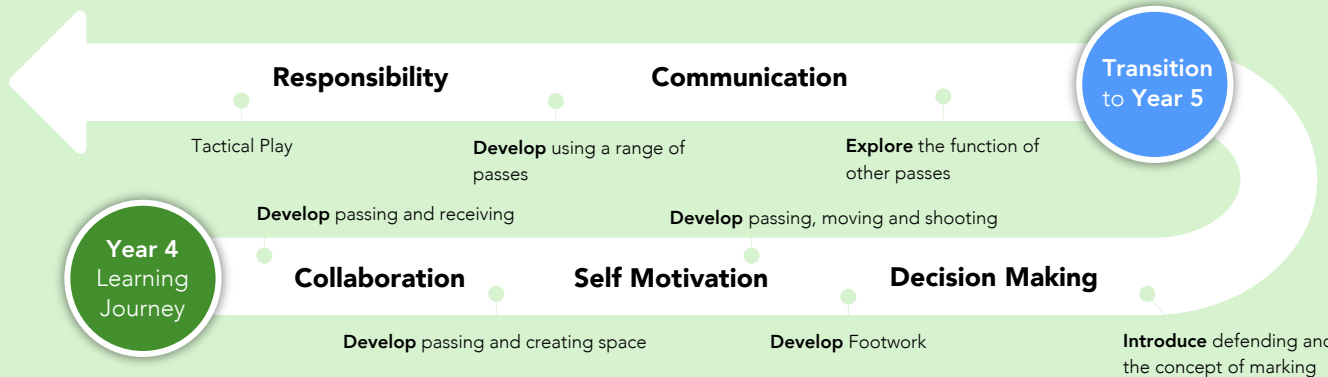 Responsibility
Communication
Transition
to Year 5
Tactical Play
Develop using a range of
passes
Explore the function of
other passes
Develop passing and receiving
Develop passing, moving and shooting
Year 4
Learning
Journey
Collaboration
Self Motivation
Decision Making
Develop passing and creating space
Develop Footwork
Introduce defending and
the concept of marking